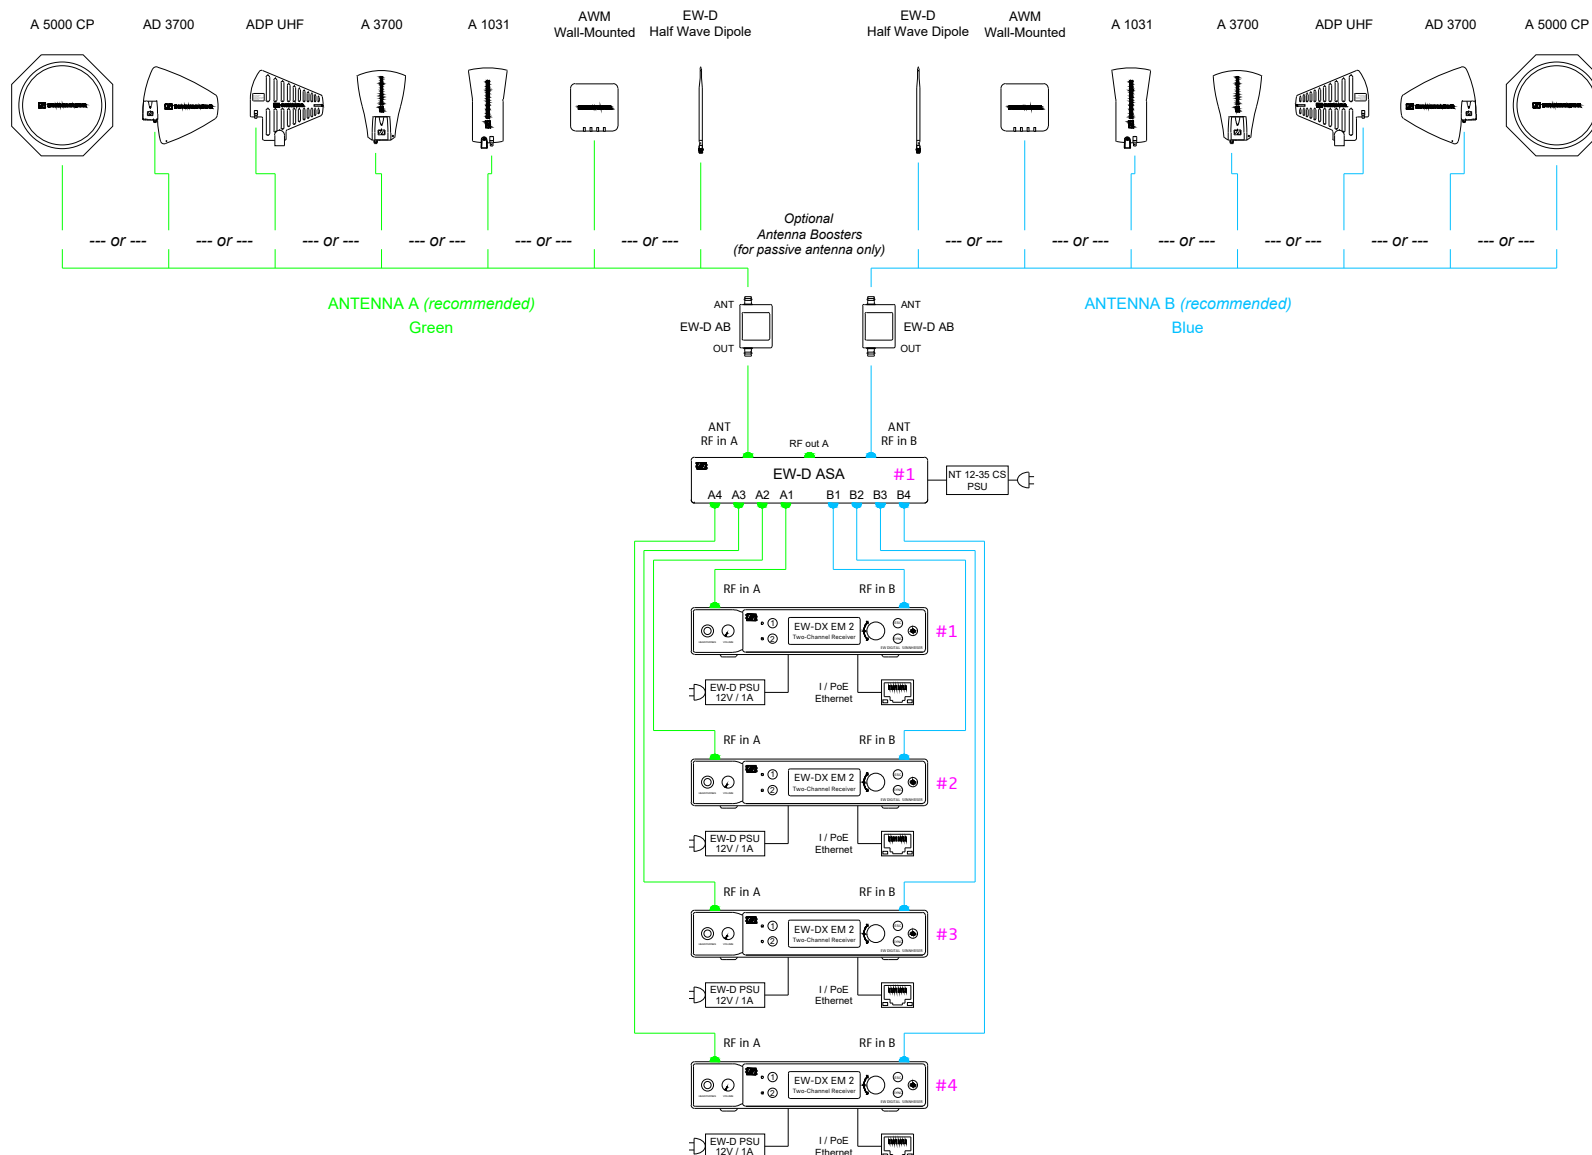 A 5000 CP
AD 3700
ADP UHF
A 3700
A 1031
AWM
Wall-Mounted
EW-D
Half Wave Dipole
EW-D
Half Wave Dipole
AWM
Wall-Mounted
A 1031
A 3700
ADP UHF
AD 3700
A 5000 CP
--- or ---
--- or ---
--- or ---
--- or ---
--- or ---
--- or ---
Optional
Antenna Boosters
(for passive antenna only)
--- or ---
--- or ---
--- or ---
--- or ---
--- or ---
--- or ---
ANTENNA A (recommended)
Green
ANTENNA B (recommended)
Blue
ANT
EW-D AB
OUT
ANT
EW-D AB
OUT
ANT
RF in A
RF out A
ANT
RF in B
EW-D ASA
#1
A4 A3 A2 A1 B1 B2 B3 B4
NT 12-35 CS
PSU
RF in A
RF in B
1
2
EW-DX EM 2
Two-Channel Receiver
#1
EW-D PSU
12V / 1A
I / PoE
Ethernet
RF in A
RF in B
1
2
EW-DX EM 2
Two-Channel Receiver
#2
EW-D PSU
12V / 1A
I / PoE
Ethernet
RF in A
RF in B
1
2
EW-DX EM 2
Two-Channel Receiver
#3
EW-D PSU
12V / 1A
I / PoE
Ethernet
RF in A
RF in B
1
2
EW-DX EM 2
Two-Channel Receiver
#4
EW-D PSU
12V / 1A
I / PoE
Ethernet